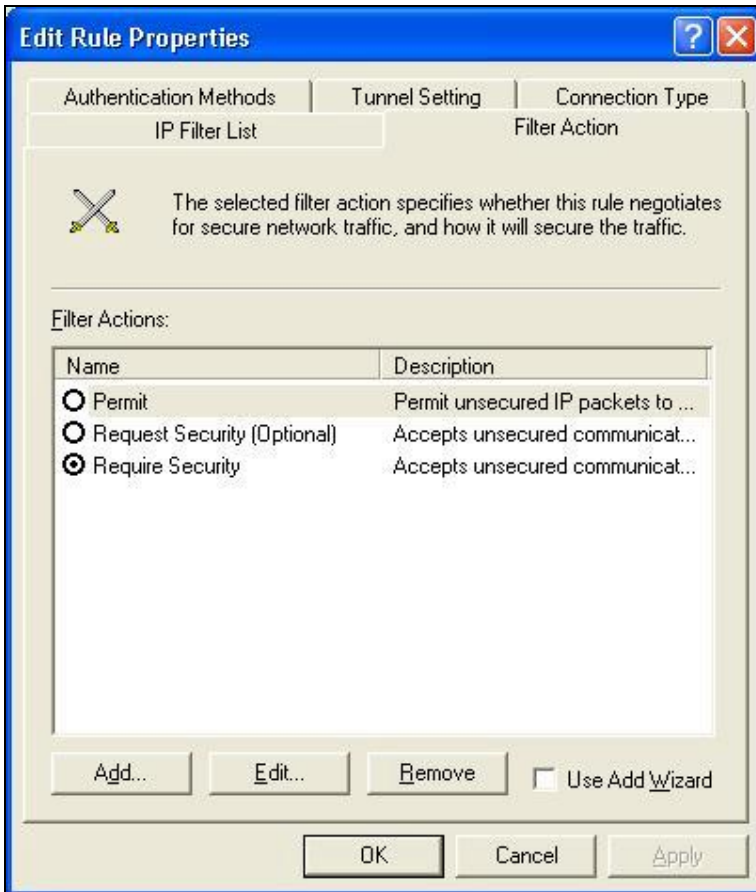 Edit Rule Properties
Authentication Methods Tunnel Setting Connection Type
IP Filter List Filter Action
The selected filter action specifies whether this rule negotiates
for secure network traffic, and how it will secure the traffic.
Filter Actions:
Name Description
Permit Permit unsecured IP packets to ...
Request Security (Optional) Accepts unsecured communicat...
Require Security Accepts unsecured communicat...
Add... Edit... Remove Use Add Wizard
OK Cancel Apply